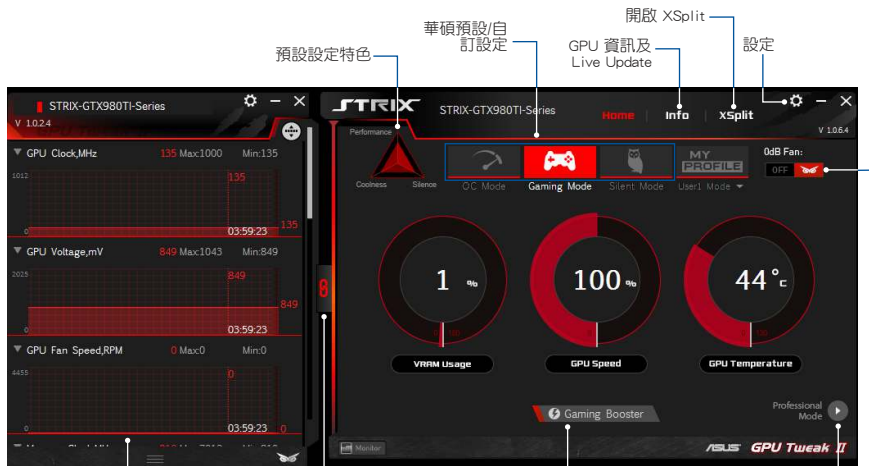 開啟 XSplit
華碩預設/自
訂設定
GPU 資訊及
Live Update
設定
預設設定特色
STRIX-GTX980TI-Series
V 1.0.2.4
GPU Clock,MHz 135 Max:1000 Min:135
1012
135
135
0
03:59:23
GPU Voltage,mV 849 Max:1043 Min:849
2025
849
849
0
03:59:23
GPU Fan Speed,RPM 0 Max:0 Min:0
4455
0
0
0
03:59:23
STRIX
STRIX-GTX980TI-Series
Home Info XSplit
V 1.0.6.4
Performance
Coolness Silence
OC Mode
Gaming Mode
Silent Mode
MY
PROFILE
User1 Mode
0dB Fan:
OFF
1 %
0 100
VRAM Usage
100 %
0
GPU Speed
44°c
0 100
GPU Temperature
Gaming Booster
Professional
Mode
Monitor
ASUS GPU Tweak II